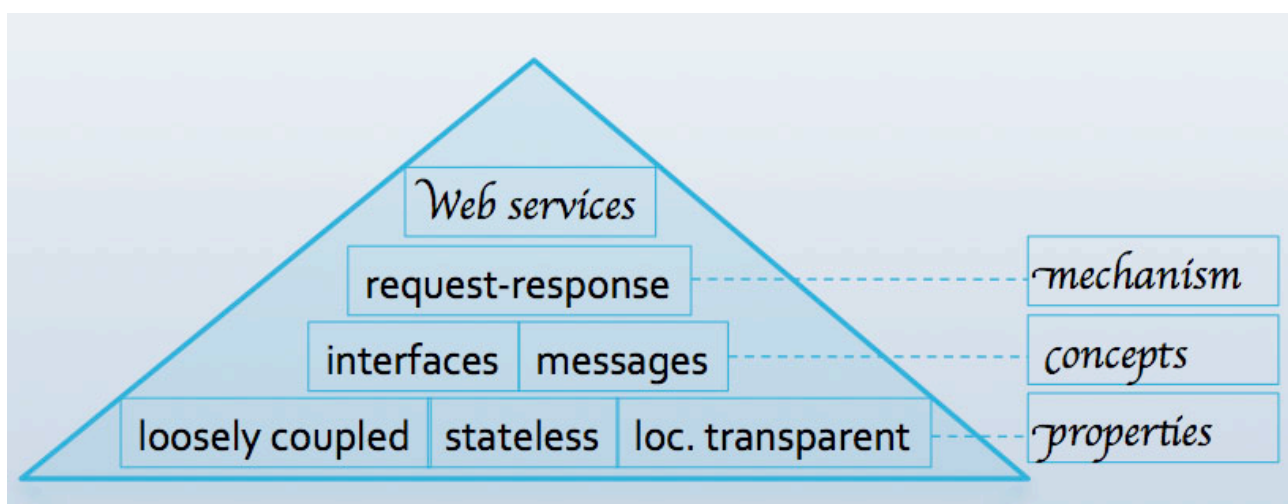 Web services
request-response mechanism
interfaces messages concepts
loosely coupled stateless loc. transparent properties